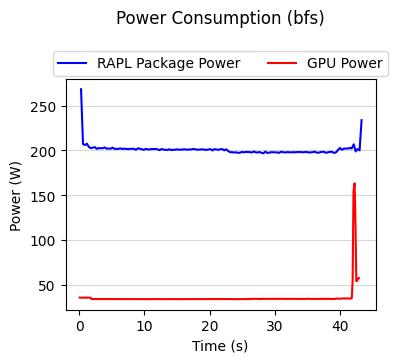 Power Consumption (bfs)
RAPL Package Power
GPU Power
Power (W)
250
200
150
100
50
0
10
20
30
40
Time (s)